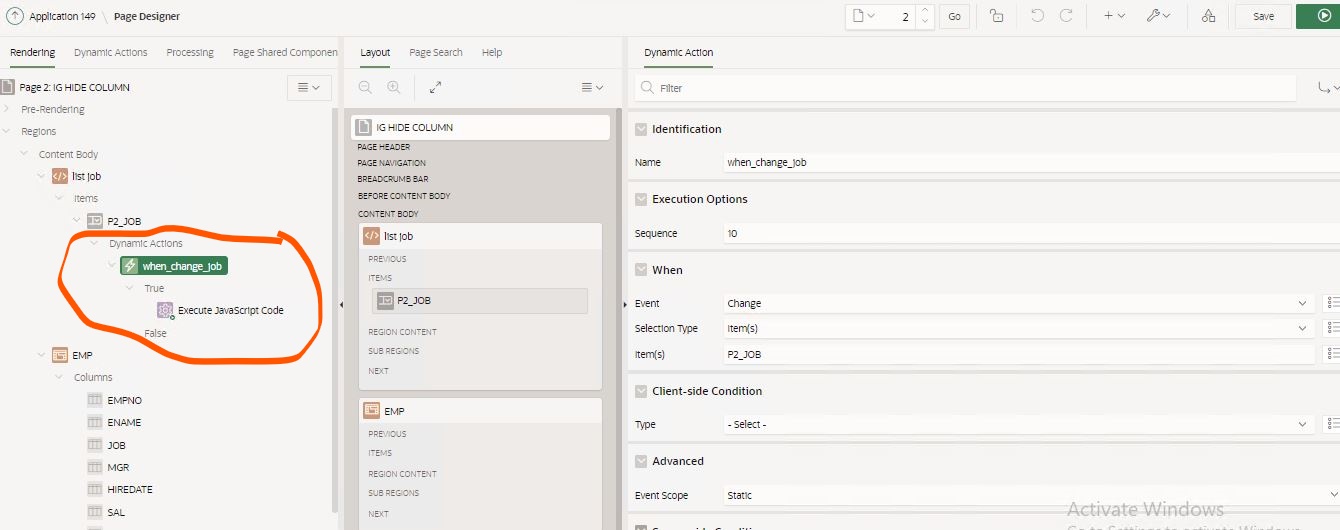 Application 149 \ Page Designer
2 Go Save
Rendering Dynamic Actions Processing Page Shared Componen
Page 2: IG HIDE COLUMN
Pre-Rendering
Regions
Content Body
list job
Items
P2_JOB
Dynamic Actions
when_change_job
True
Execute JavaScript Code
False
EMP
Columns
EMPNO
ENAME
JOB
MGR
HIREDATE
SAL
Layout Page Search Help
IG HIDE COLUMN
PAGE HEADER
PAGE NAVIGATION
BREADCRUMB BAR
BEFORE CONTENT BODY
CONTENT BODY
list job
PREVIOUS
ITEMS
P2_JOB
REGION CONTENT
SUB REGIONS
NEXT
EMP
PREVIOUS
ITEMS
REGION CONTENT
SUB REGIONS
NEXT
Dynamic Action
Filter
Identification
Name when_change_job
Execution Options
Sequence 10
When
Event Change
Selection Type Item(s)
Item(s) P2_JOB
Client-side Condition
Type - Select -
Advanced
Event Scope Static
Activate Windows